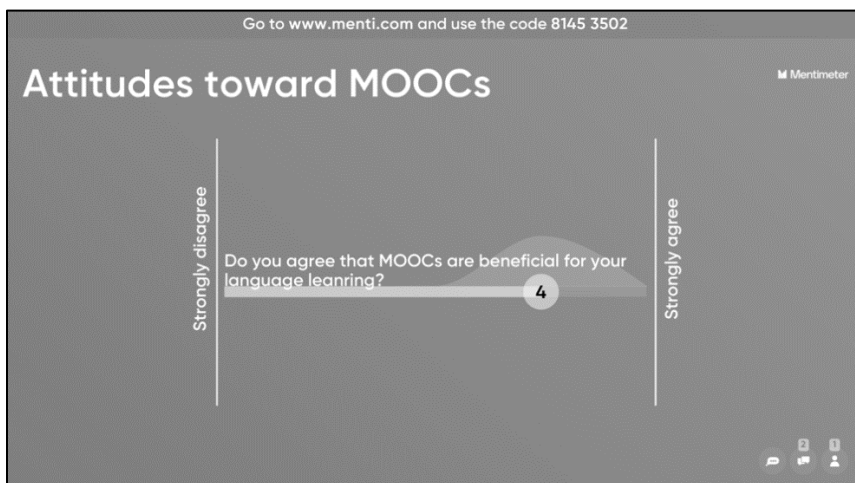 Go to www.menti.com and use the code 8145 3502
Attitudes toward MOOCs
Mentimeter
Strongly disagree
Do you agree that MOOCs are beneficial for your
language leanring?
4
Strongly agree
2
1